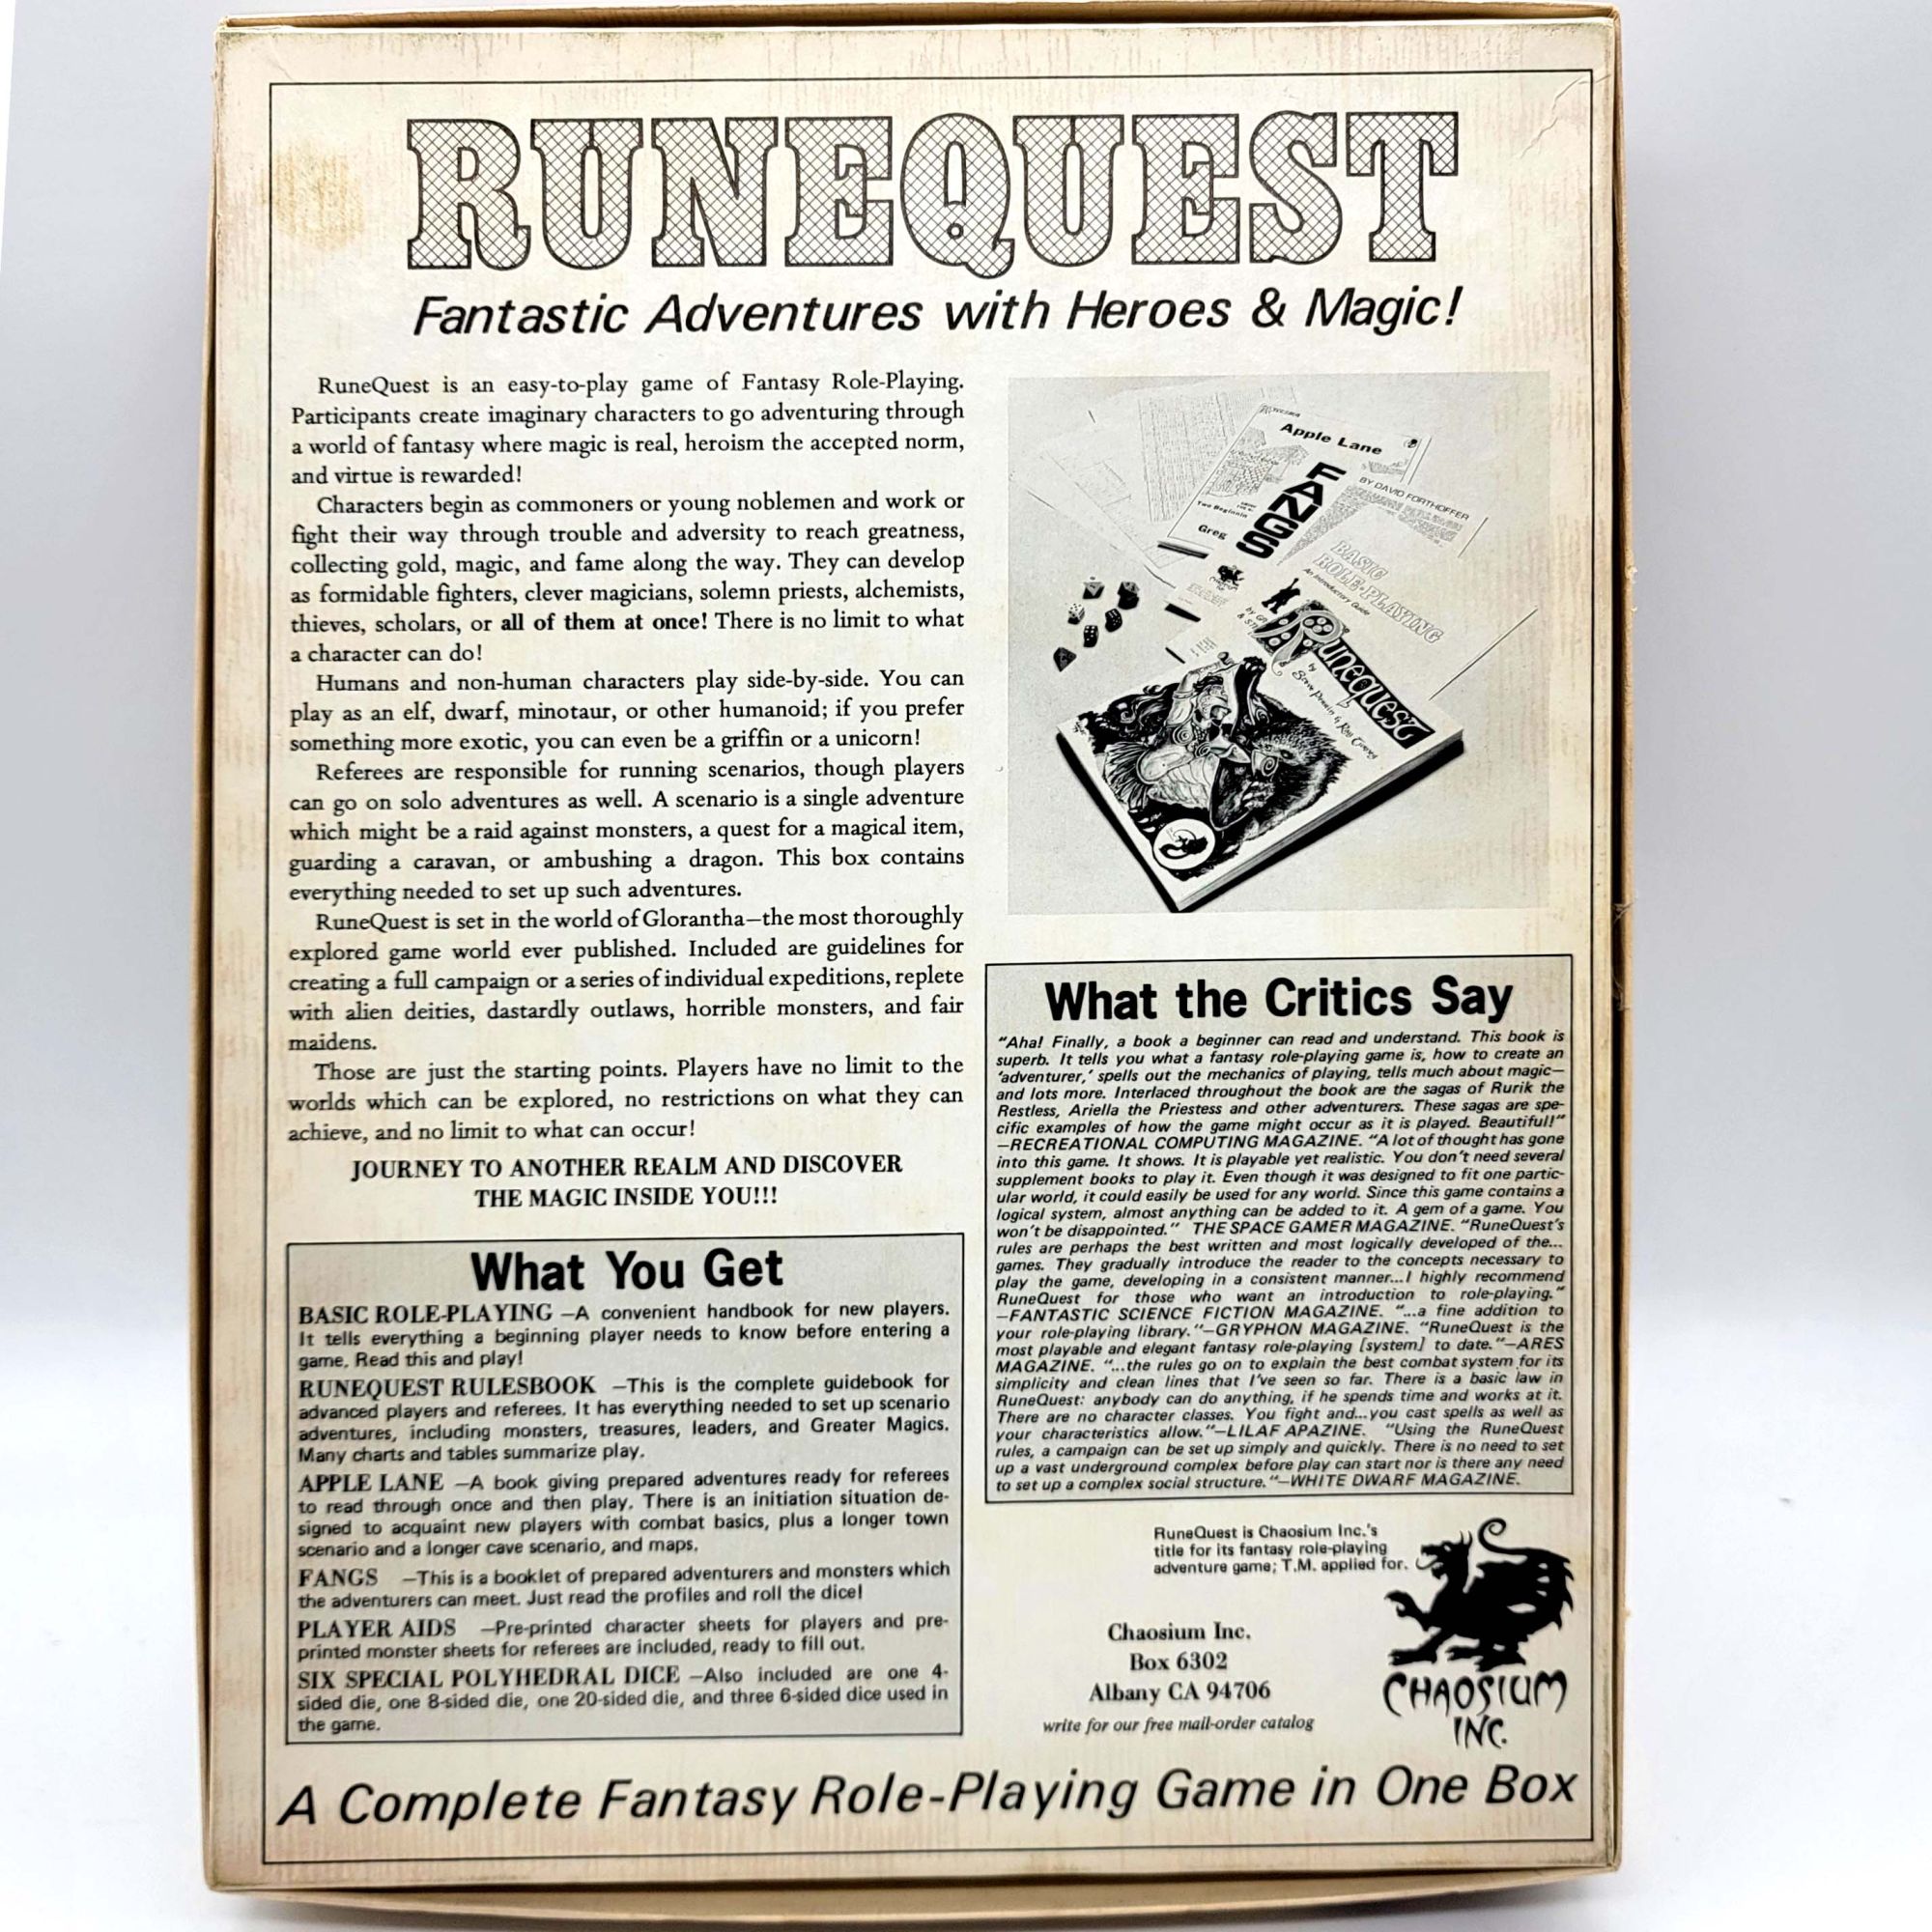 RUNEQUEST
Fantastic Adventures with Heroes & Magic!
RuneQuest is an easy-to-play game of Fantasy Role-Playing.
Participants create imaginary characters to go adventuring through
a world of fantasy where magic is real, heroism the accepted norm,
and virtue is rewarded!
Characters begin as commoners or young noblemen and work or
fight their way through trouble and adversity to reach greatness,
collecting gold, magic, and fame along the way. They can develop
as formidable fighters, clever magicians, solemn priests, alchemists,
thieves, scholars, or all of them at once! There is no limit to what
a character can do!
Humans and non-human characters play side-by-side. You can
play as an elf, dwarf, minotaur, or other humanoid; if you prefer
something more exotic, you can even be a griffin or a unicorn!
Referees are responsible for running scenarios, though players
can go on solo adventures as well. A scenario is a single adventure
which might be a raid against monsters, a quest for a magical item,
guarding a caravan, or ambushing a dragon. This box contains
everything needed to set up such adventures.
RuneQuest is set in the world of Glorantha—the most thoroughly
explored game world ever published. Included are guidelines for
creating a full campaign or a series of individual expeditions, replete
with alien deities, dastardly outlaws, horrible monsters, and fair
maidens.
Those are just the starting points. Players have no limit to the
worlds which can be explored, no restrictions on what they can
achieve, and no limit to what can occur!
JOURNEY TO ANOTHER REALM AND DISCOVER
THE MAGIC INSIDE YOU!!!
What You Get
BASIC ROLE-PLAYING —A convenient handbook for new players.
It tells everything a beginning player needs to know before entering a
game. Read this and play!
RUNEQUEST RULESBOOK —This is the complete guidebook for
advanced players and referees. It has everything needed to set up scenario
adventures, including monsters, treasures, leaders, and Greater Magics.
Many charts and tables summarize play.
APPLE LANE —A book giving prepared adventures ready for referees
to read through once and then play. There is an initiation situation de-
signed to acquaint new players with combat basics, plus a longer town
scenario and a longer cave scenario, and maps.
FANGS —This is a booklet of prepared adventurers and monsters which
the adventurers can meet. Just read the profiles and roll the dice!
PLAYER AIDS —Pre-printed character sheets for players and pre-
printed monster sheets for referees are included, ready to fill out.
SIX SPECIAL POLYHEDRAL DICE —Also included are one 4-
sided die, one 8-sided die, one 20-sided die, and three 6-sided dice used in
the game.
Apple Lane
Greg
FANGS
BY DAVID FORTHOFFER
BASIC
ROLE-PLAYING
An Introductory Guide
RuneQuest
by Steve Perrin & Ray Turney
What the Critics Say
"Aha! Finally, a book a beginner can read and understand. This book is
superb. It tells you what a fantasy role-playing game is, how to create an
'adventurer,' spells out the mechanics of playing, tells much about magic—
and lots more. Interlaced throughout the book are the sagas of Rurik the
Restless, Ariella the Priestess and other adventurers. These sagas are spe-
cific examples of how the game might occur as it is played. Beautiful!"
—RECREATIONAL COMPUTING MAGAZINE. "A lot of thought has gone
into this game. It shows. It is playable yet realistic. You don't need several
supplement books to play it. Even though it was designed to fit one partic-
ular world, it could easily be used for any world. Since this game contains a
logical system, almost anything can be added to it. A gem of a game. You
won't be disappointed." THE SPACE GAMER MAGAZINE. "RuneQuest's
rules are perhaps the best written and most logically developed of the...
games. They gradually introduce the reader to the concepts necessary to
play the game, developing in a consistent manner...I highly recommend
RuneQuest for those who want an introduction to role-playing."
—FANTASTIC SCIENCE FICTION MAGAZINE. "...a fine addition to
your role-playing library."—GRYPHON MAGAZINE. "RuneQuest is the
most playable and elegant fantasy role-playing [system] to date."—ARES
MAGAZINE. "...the rules go on to explain the best combat system for its
simplicity and clean lines that I've seen so far. There is a basic law in
RuneQuest: anybody can do anything, if he spends time and works at it.
There are no character classes. You fight and...you cast spells as well as
your characteristics allow."—LILAF APAZINE. "Using the RuneQuest
rules, a campaign can be set up simply and quickly. There is no need to set
up a vast underground complex before play can start nor is there any need
to set up a complex social structure."—WHITE DWARF MAGAZINE.
RuneQuest is Chaosium Inc.'s
title for its fantasy role-playing
adventure game; T.M. applied for.
Chaosium Inc.
Box 6302
Albany CA 94706
write for our free mail-order catalog
CHAOSIUM
INC.
A Complete Fantasy Role-Playing Game in One Box